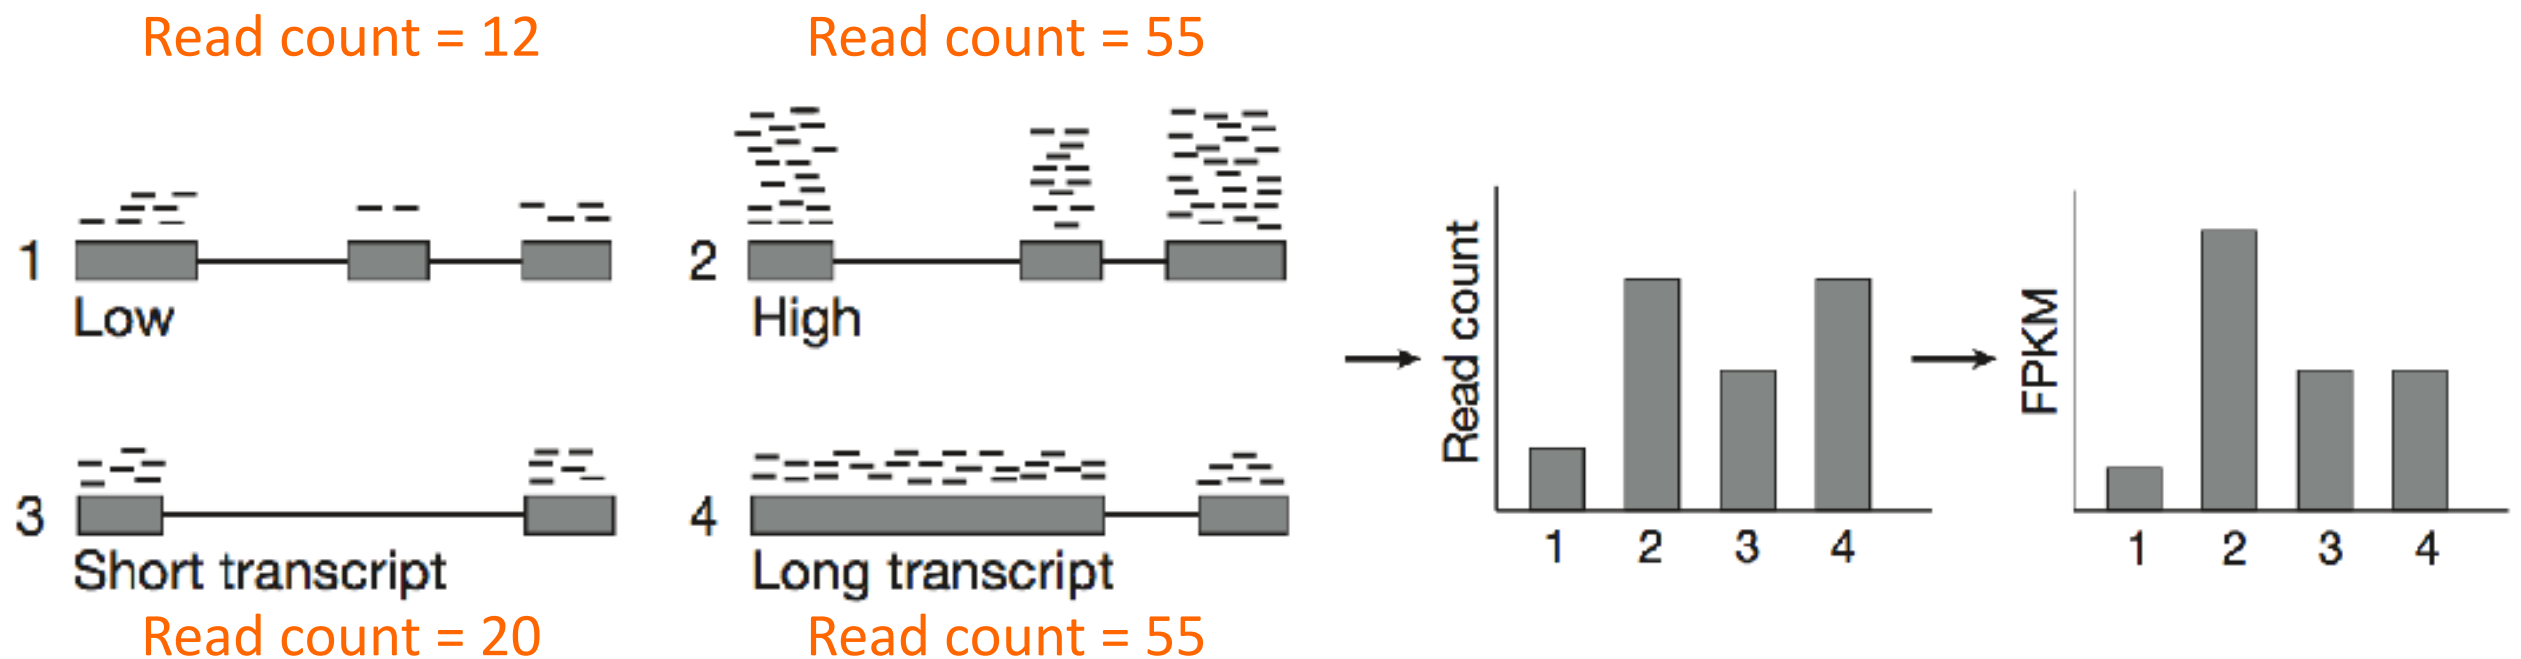 Read count = 12
Read count = 55
1
Low
2
High
3
Short transcript
Read count = 20
4
Long transcript
Read count = 55
Read count
1 2 3 4
FPKM
1 2 3 4